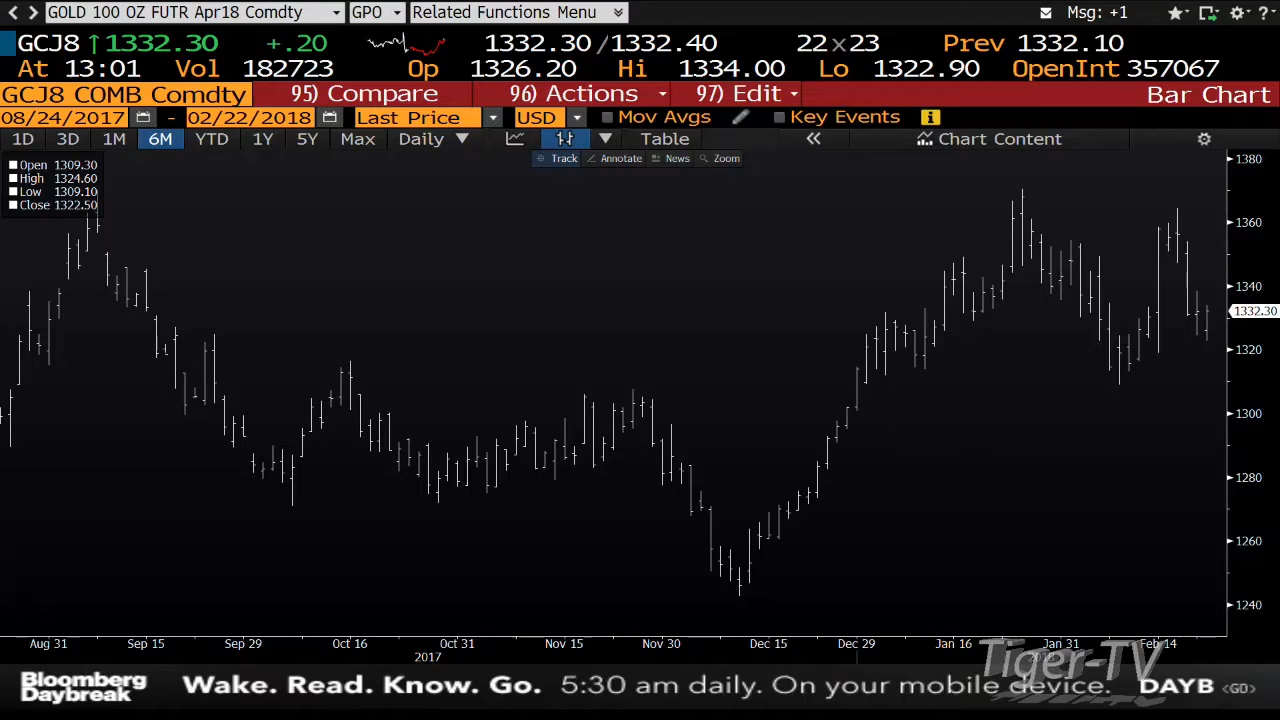 GOLD 100 OZ FUTR Apr18 Comdty GPO Related Functions Menu Msg: +1
GCJ8 ↑1332.30 +.20 1332.30/1332.40 22x23 Prev 1332.10
At 13:01 Vol 182723 Op 1326.20 Hi 1334.00 Lo 1322.90 OpenInt 357067
GCJ8 COMB Comdty 95) Compare 96) Actions 97) Edit Bar Chart
08/24/2017 - 02/22/2018 Last Price USD Mov Avgs Key Events i
1D 3D 1M 6M YTD 1Y 5Y Max Daily Table « Chart Content
Track Annotate News Zoom
Open 1309.30
High 1324.60
Low 1309.10
Close 1322.50
1380
1360
1340
1332.30
1320
1300
1280
1260
1240
Aug 31 Sep 15 Sep 29 Oct 16 Oct 31 Nov 15 Nov 30 Dec 15 Dec 29 Jan 16 Jan 31 Feb 14
2017 2018
Tiger-TV
Bloomberg
Daybreak
Wake. Read. Know. Go. 5:30 am daily. On your mobile device. DAYB <GO>